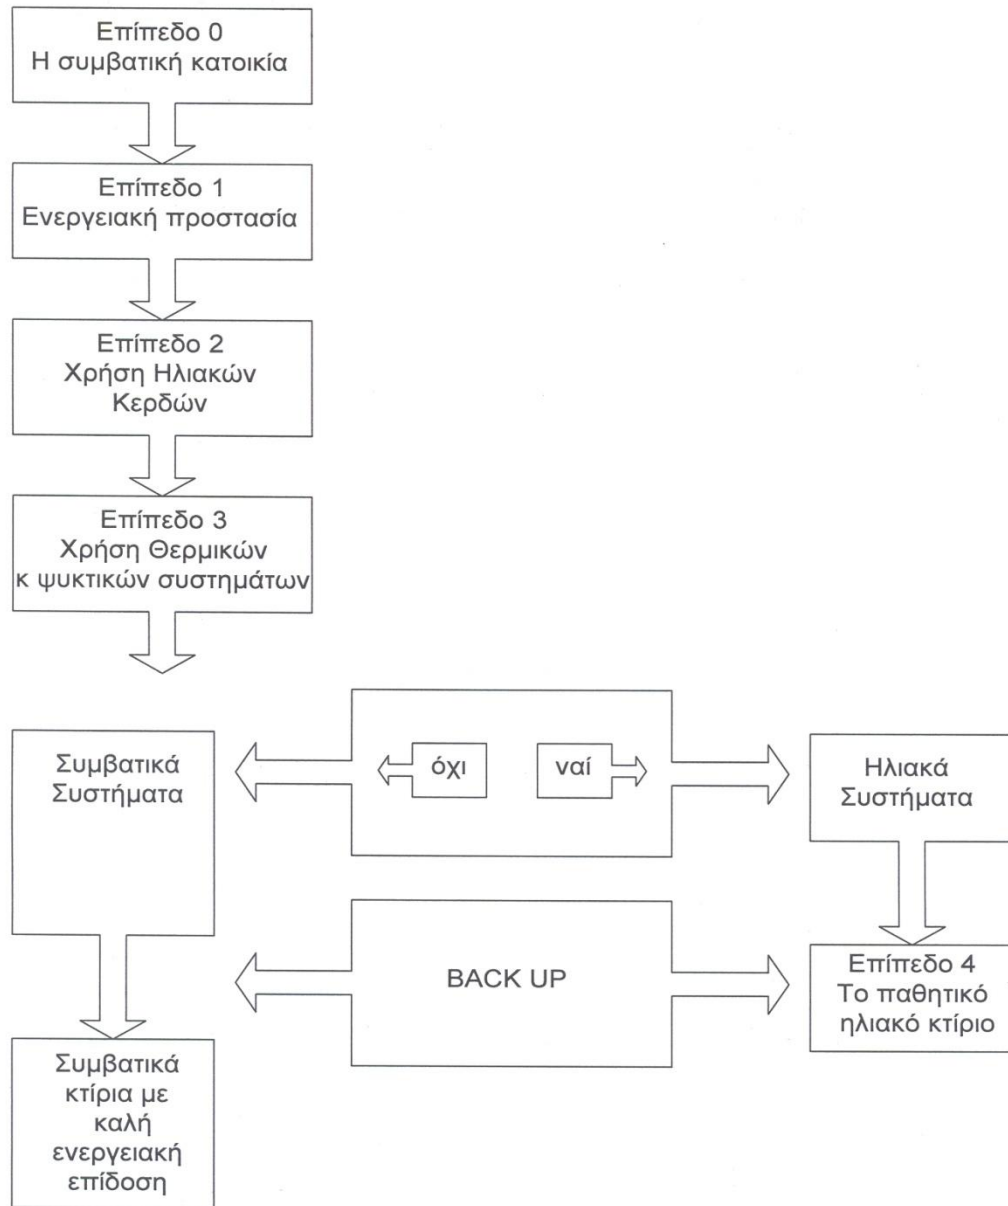 Επίπεδο 0
Η συμβατική κατοικία
Επίπεδο 1
Ενεργειακή προστασία
Επίπεδο 2
Χρήση Ηλιακών
Κερδών
Επίπεδο 3
Χρήση Θερμικών
κ ψυκτικών συστημάτων
Συμβατικά
Συστήματα
όχι
ναί
Ηλιακά
Συστήματα
BACK UP
Επίπεδο 4
Το παθητικό
ηλιακό κτίριο
Συμβατικά
κτίρια με
καλή
ενεργειακή
επίδοση